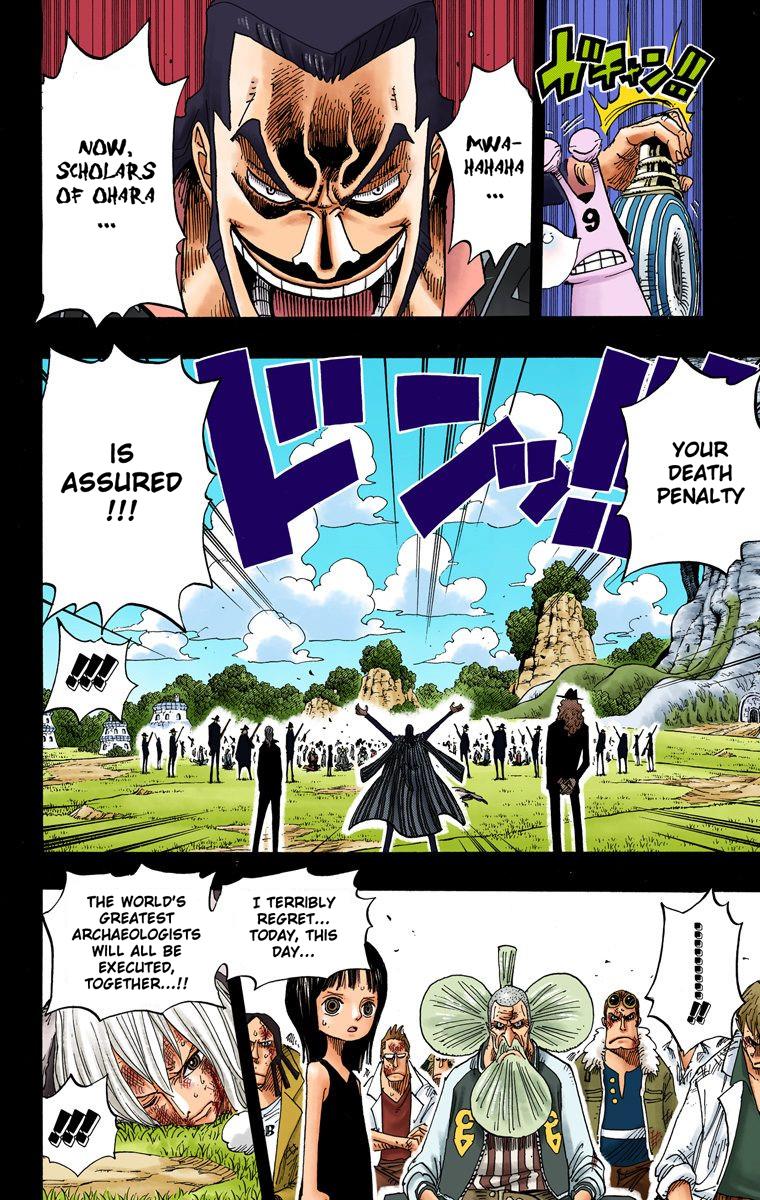 ガチャン!!
9
MWA-
HAHAHA
...
NOW,
SCHOLARS
OF OHARA
...
YOUR
DEATH
PENALTY
ドンッ!!
IS
ASSURED
!!!
!!!
!!
I TERRIBLY
REGRET...
TODAY, THIS
DAY...
THE WORLD'S
GREATEST
ARCHAEOLOGISTS
WILL ALL BE
EXECUTED,
TOGETHER...!!
B
!!!